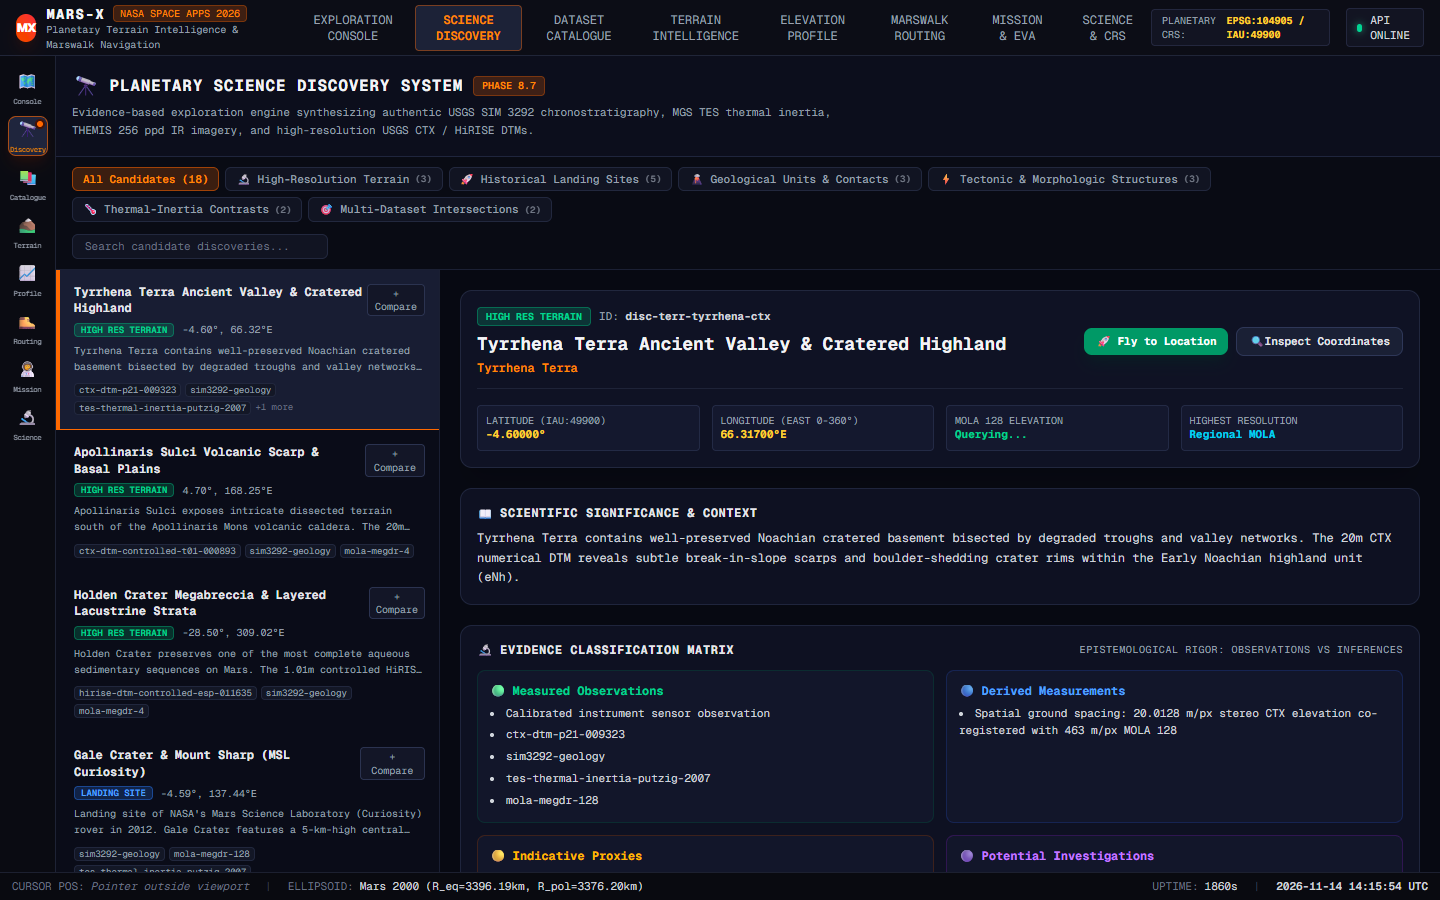 MX
MARS-X NASA SPACE APPS 2026
Planetary Terrain Intelligence &
Marswalk Navigation
EXPLORATION
CONSOLE
SCIENCE
DISCOVERY
DATASET
CATALOGUE
TERRAIN
INTELLIGENCE
ELEVATION
PROFILE
MARSWALK
ROUTING
MISSION
& EVA
SCIENCE
& CRS
PLANETARY
CRS:
EPSG:104905 /
IAU:49900
API
ONLINE
Console
Discovery
Catalogue
Terrain
Profile
Routing
Mission
Science
PLANETARY SCIENCE DISCOVERY SYSTEM PHASE 8.7
Evidence-based exploration engine synthesizing authentic USGS SIM 3292 chronostratigraphy, MGS TES thermal inertia,
THEMIS 256 ppd IR imagery, and high-resolution USGS CTX / HiRISE DTMs.
All Candidates (18)
High-Resolution Terrain (3)
Historical Landing Sites (5)
Geological Units & Contacts (3)
Tectonic & Morphologic Structures (3)
Thermal-Inertia Contrasts (2)
Multi-Dataset Intersections (2)
Search candidate discoveries...
Tyrrhena Terra Ancient Valley & Cratered
Highland
+
Compare
HIGH RES TERRAIN -4.60°, 66.32°E
Tyrrhena Terra contains well-preserved Noachian cratered
basement bisected by degraded troughs and valley networks…
ctx-dtm-p21-009323 sim3292-geology
tes-thermal-inertia-putzig-2007 +1 more
Apollinaris Sulci Volcanic Scarp &
Basal Plains
+
Compare
HIGH RES TERRAIN 4.70°, 168.25°E
Apollinaris Sulci exposes intricate dissected terrain
south of the Apollinaris Mons volcanic caldera. The 20m…
ctx-dtm-controlled-t01-000893 sim3292-geology mola-megdr-4
Holden Crater Megabreccia & Layered
Lacustrine Strata
+
Compare
HIGH RES TERRAIN -28.50°, 309.02°E
Holden Crater preserves one of the most complete aqueous
sedimentary sequences on Mars. The 1.01m controlled HiRIS…
hirise-dtm-controlled-esp-011635 sim3292-geology
mola-megdr-4
Gale Crater & Mount Sharp (MSL
Curiosity)
+
Compare
LANDING SITE -4.59°, 137.44°E
Landing site of NASA's Mars Science Laboratory (Curiosity)
rover in 2012. Gale Crater features a 5-km-high central…
sim3292-geology mola-megdr-128
tes-thermal-inertia-putzig-2007
HIGH RES TERRAIN ID: disc-terr-tyrrhena-ctx
Tyrrhena Terra Ancient Valley & Cratered Highland
Tyrrhena Terra
Fly to Location
Inspect Coordinates
LATITUDE (IAU:49900)
-4.60000°
LONGITUDE (EAST 0-360°)
66.31700°E
MOLA 128 ELEVATION
Querying...
HIGHEST RESOLUTION
Regional MOLA
SCIENTIFIC SIGNIFICANCE & CONTEXT
Tyrrhena Terra contains well-preserved Noachian cratered basement bisected by degraded troughs and valley networks. The 20m CTX
numerical DTM reveals subtle break-in-slope scarps and boulder-shedding crater rims within the Early Noachian highland unit
(eNh).
EVIDENCE CLASSIFICATION MATRIX
EPISTEMOLOGICAL RIGOR: OBSERVATIONS VS INFERENCES
Measured Observations
• Calibrated instrument sensor observation
• ctx-dtm-p21-009323
• sim3292-geology
• tes-thermal-inertia-putzig-2007
• mola-megdr-128
Derived Measurements
• Spatial ground spacing: 20.0128 m/px stereo CTX elevation co-
registered with 463 m/px MOLA 128
Indicative Proxies
Potential Investigations
CURSOR POS: Pointer outside viewport | ELLIPSOID: Mars 2000 (R_eq=3396.19km, R_pol=3376.20km)
UPTIME: 1860s | 2026-11-14 14:15:54 UTC